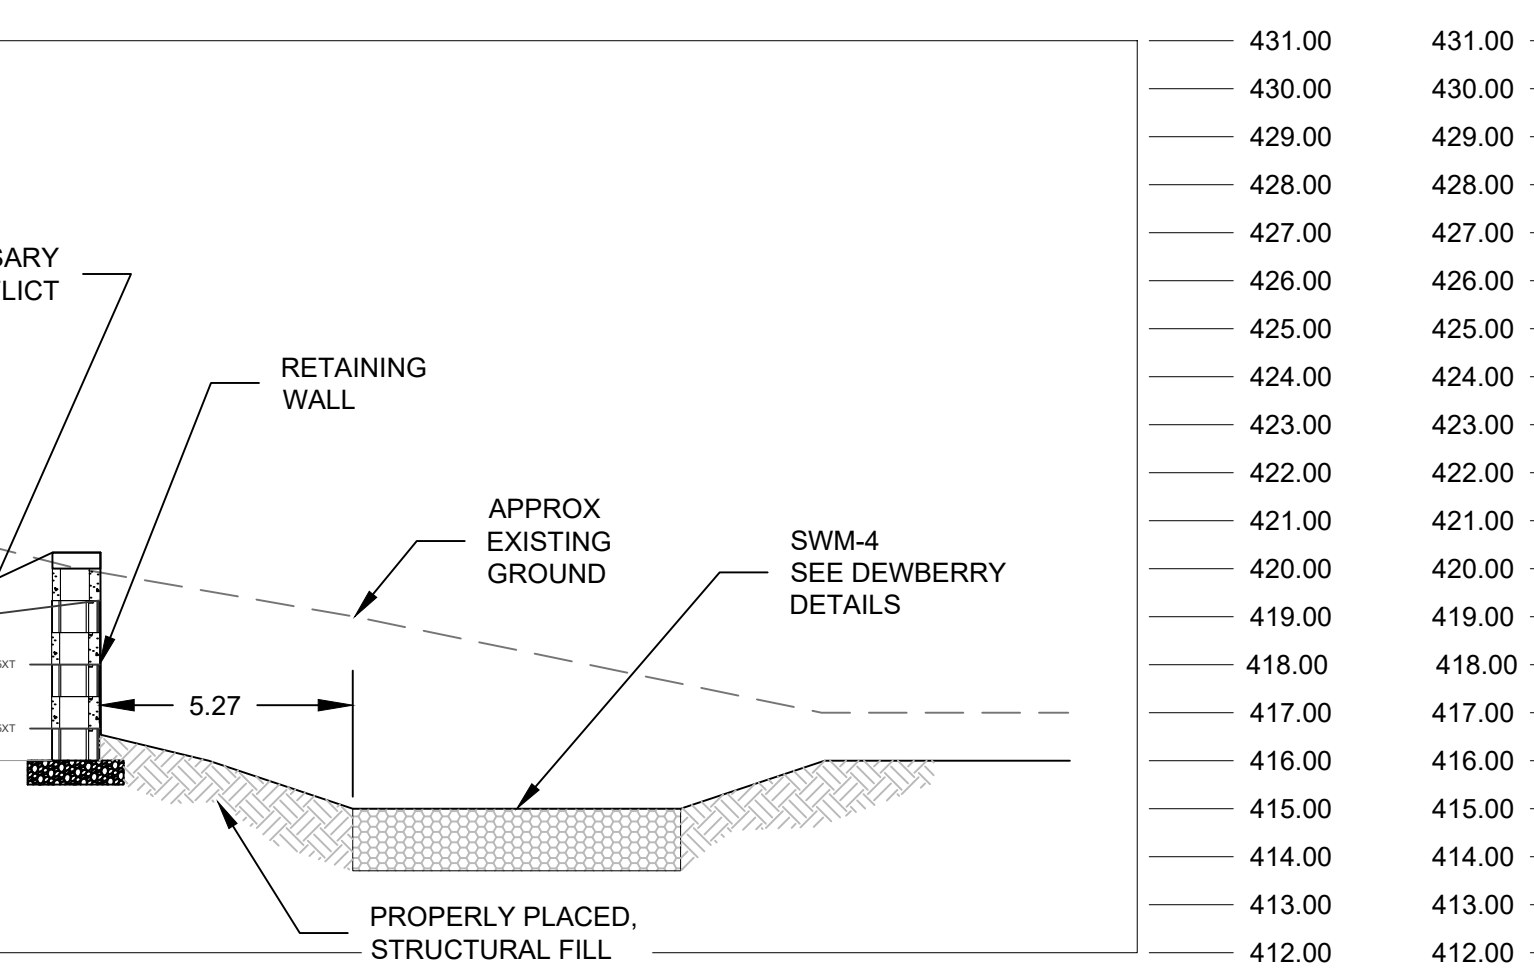 SARY
LICT
RETAINING
WALL
APPROX
EXISTING
GROUND
SWM-4
SEE DEWBERRY
DETAILS
5.27
XT
XT
PROPERLY PLACED,
STRUCTURAL FILL
431.00 431.00
430.00 430.00
429.00 429.00
428.00 428.00
427.00 427.00
426.00 426.00
425.00 425.00
424.00 424.00
423.00 423.00
422.00 422.00
421.00 421.00
420.00 420.00
419.00 419.00
418.00 418.00
417.00 417.00
416.00 416.00
415.00 415.00
414.00 414.00
413.00 413.00
412.00 412.00